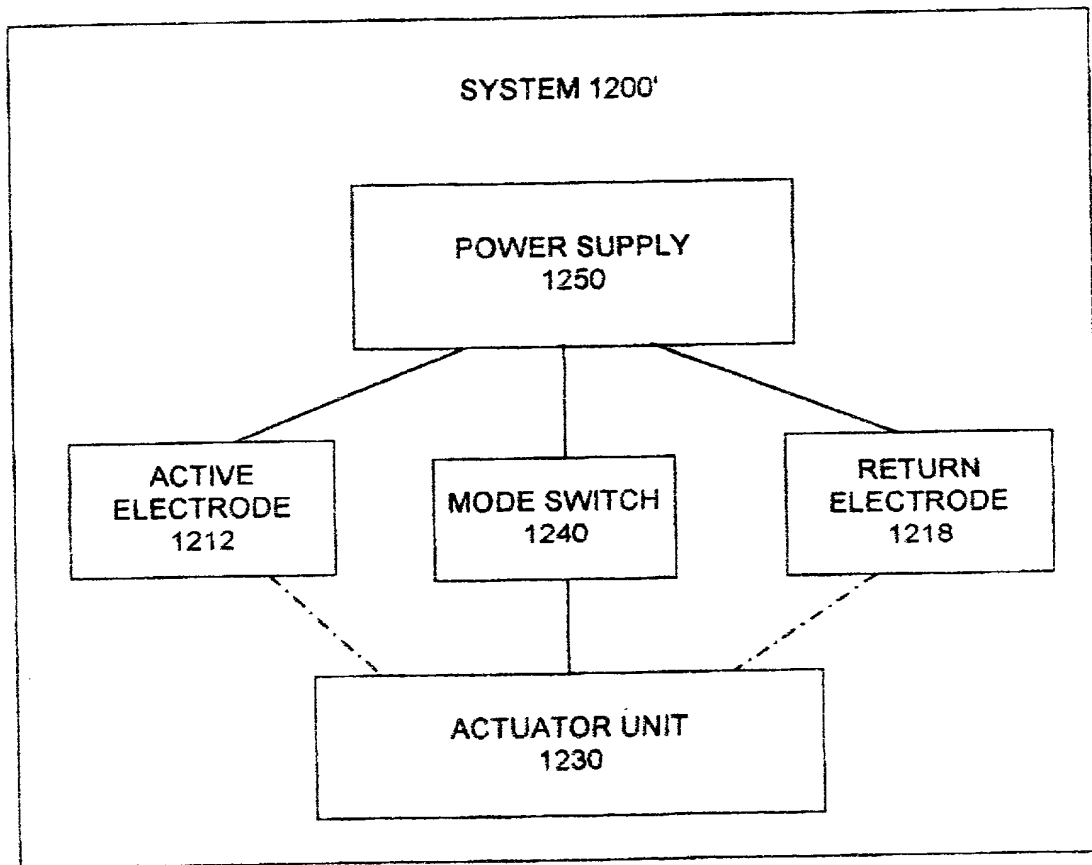 SYSTEM 1200'
POWER SUPPLY
1250
ACTIVE
ELECTRODE
1212
MODE SWITCH
1240
RETURN
ELECTRODE
1218
ACTUATOR UNIT
1230